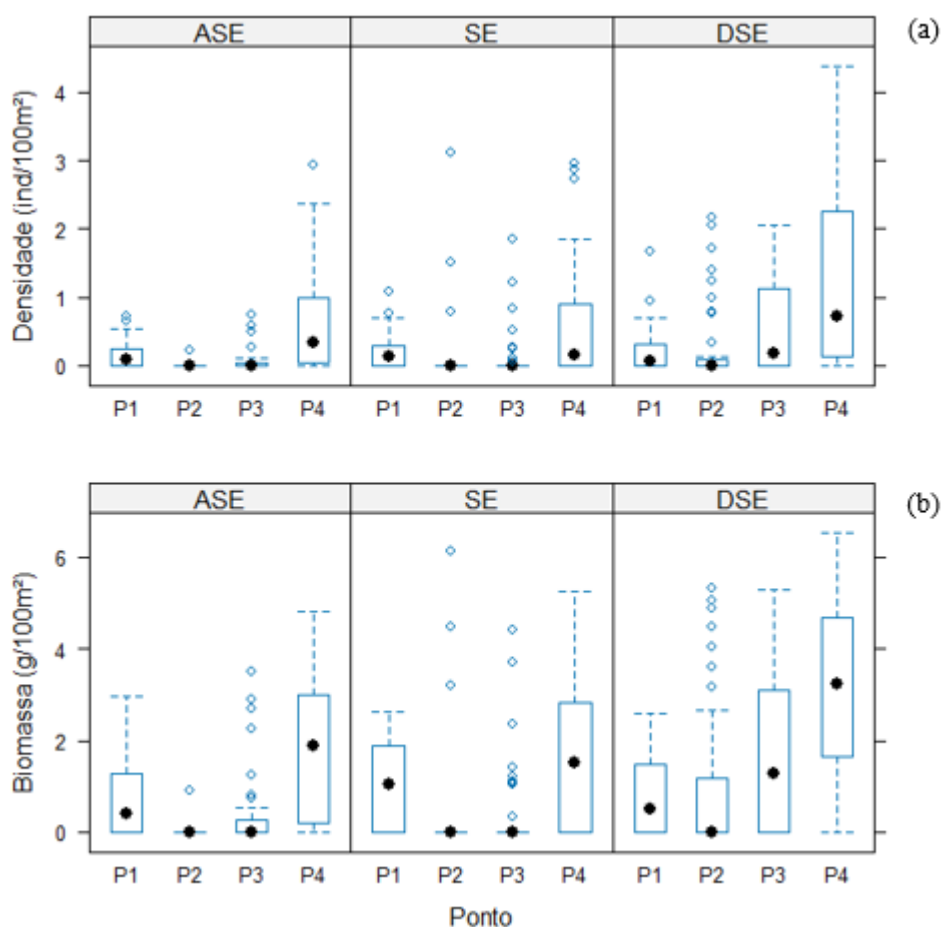 ASE SE DSE (a)
Densidade (ind/100m²)
4
3
2
1
0
P1 P2 P3 P4 P1 P2 P3 P4 P1 P2 P3 P4
ASE SE DSE (b)
Biomassa (g/100m²)
6
4
2
0
P1 P2 P3 P4 P1 P2 P3 P4 P1 P2 P3 P4
Ponto